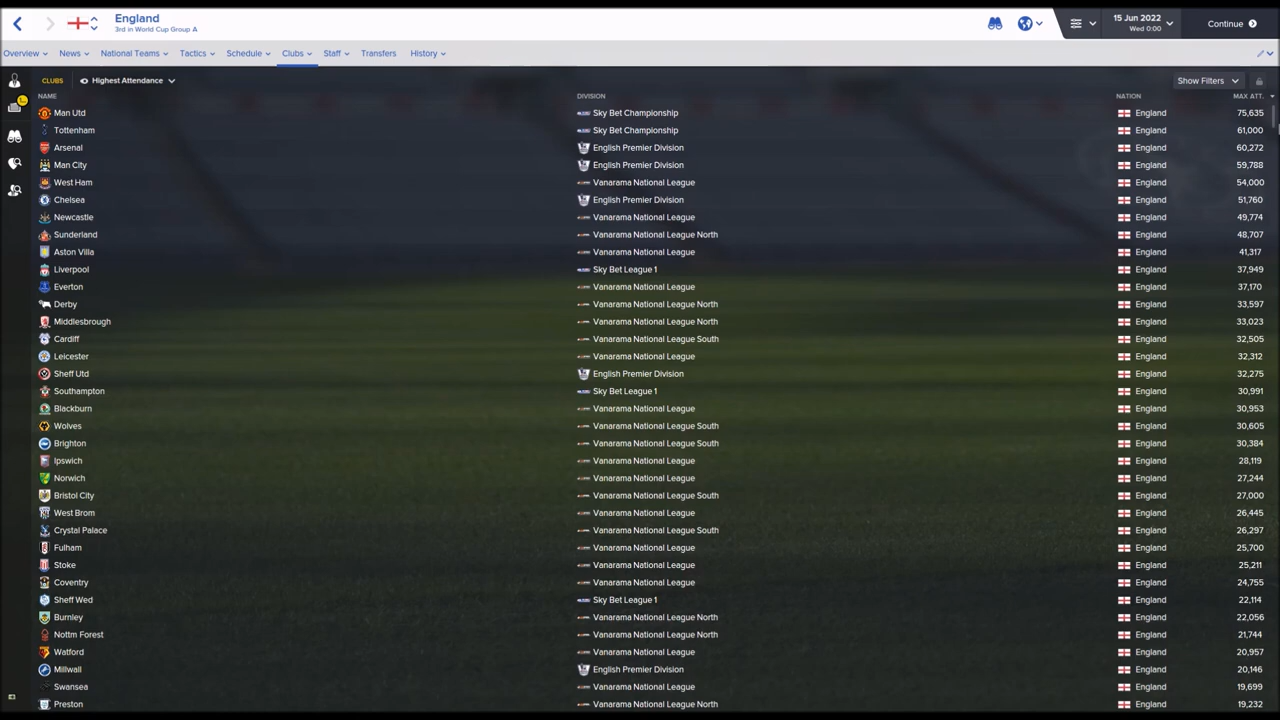 England
3rd in World Cup Group A
15 Jun 2022
Wed 0:00
Continue
Overview News National Teams Tactics Schedule Clubs Staff Transfers History
CLUBS Highest Attendance Show Filters
NAME DIVISION NATION MAX ATT.
Man Utd Sky Bet Championship England 75,635
Tottenham Sky Bet Championship England 61,000
Arsenal English Premier Division England 60,272
Man City English Premier Division England 59,788
West Ham Vanarama National League England 54,000
Chelsea English Premier Division England 51,760
Newcastle Vanarama National League England 49,774
Sunderland Vanarama National League North England 48,707
Aston Villa Vanarama National League England 41,317
Liverpool Sky Bet League 1 England 37,949
Everton Vanarama National League England 37,170
Derby Vanarama National League North England 33,597
Middlesbrough Vanarama National League North England 33,023
Cardiff Vanarama National League South England 32,505
Leicester Vanarama National League England 32,312
Sheff Utd English Premier Division England 32,275
Southampton Sky Bet League 1 England 30,991
Blackburn Vanarama National League England 30,953
Wolves Vanarama National League South England 30,605
Brighton Vanarama National League South England 30,384
Ipswich Vanarama National League England 28,119
Norwich Vanarama National League England 27,244
Bristol City Vanarama National League South England 27,000
West Brom Vanarama National League England 26,445
Crystal Palace Vanarama National League South England 26,297
Fulham Vanarama National League England 25,700
Stoke Vanarama National League England 25,211
Coventry Vanarama National League England 24,755
Sheff Wed Sky Bet League 1 England 22,114
Burnley Vanarama National League North England 22,056
Nottm Forest Vanarama National League North England 21,744
Watford Vanarama National League England 20,957
Millwall English Premier Division England 20,146
Swansea Vanarama National League England 19,699
Preston Vanarama National League North England 19,232